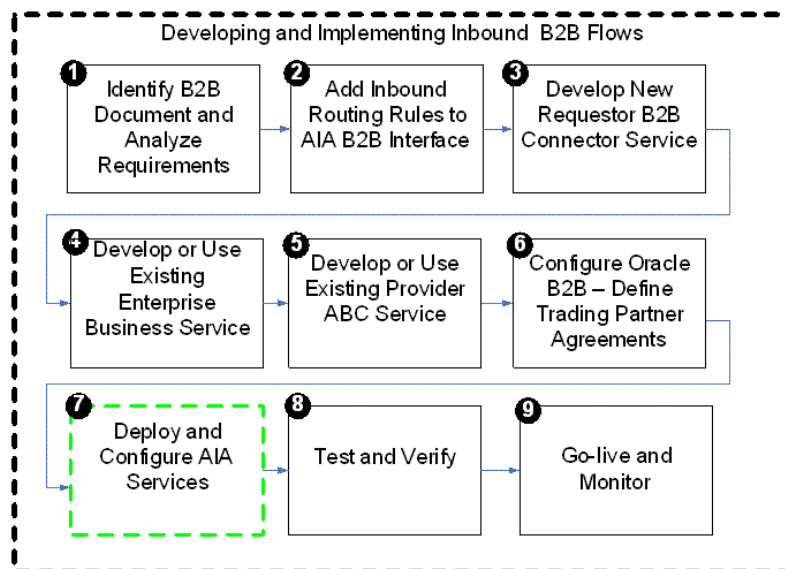 Developing and Implementing Inbound B2B Flows
1
Identify B2B
Document and
Analyze
Requirements
2
Add Inbound
Routing Rules to
AIA B2B Interface
3
Develop New
Requestor B2B
Connector Service
4
Develop or Use
Existing
Enterprise
Business Service
5
Develop or Use
Existing Provider
ABC Service
6
Configure Oracle
B2B – Define
Trading Partner
Agreements
7
Deploy and
Configure AIA
Services
8
Test and Verify
9
Go-live and
Monitor